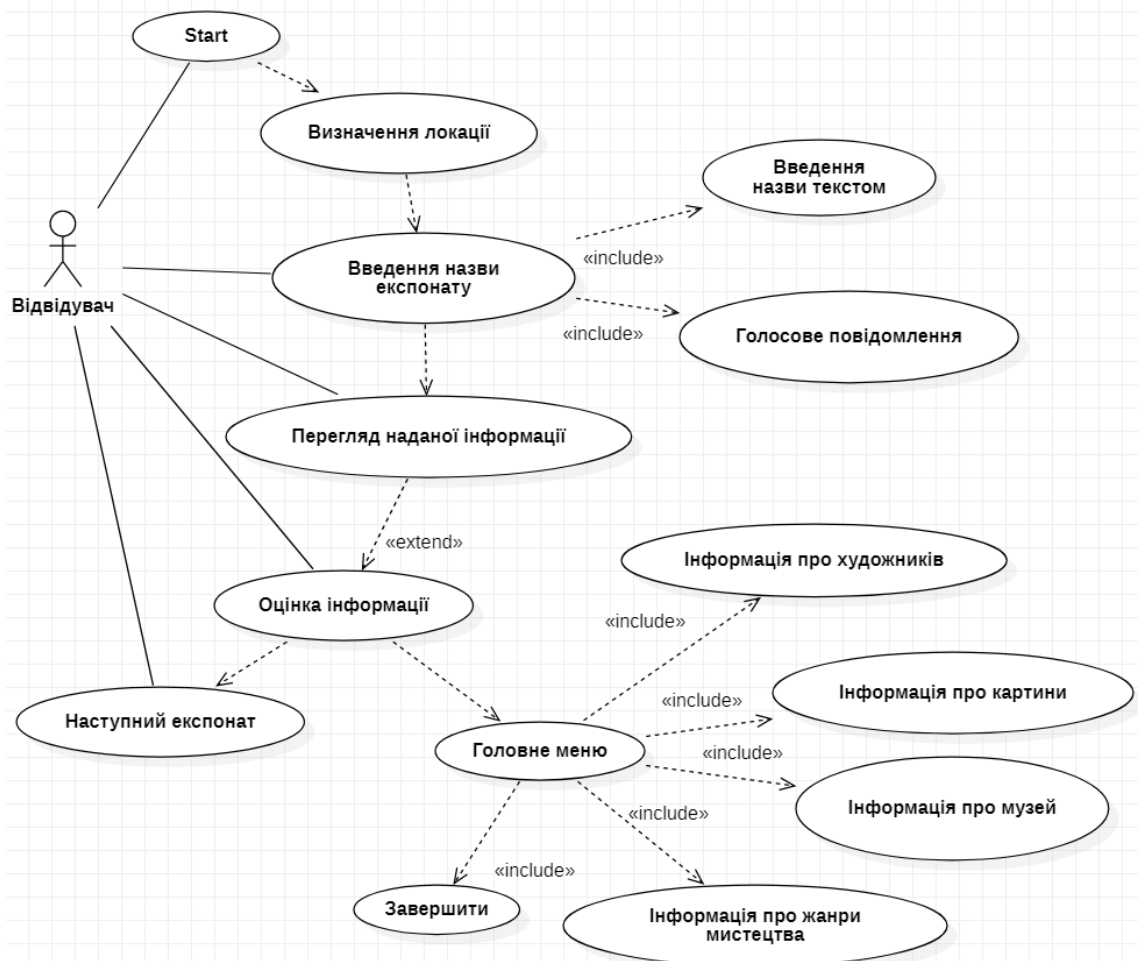 Start
Визначення локації
Введення
назви текстом
«include»
Введення назви
експонату
Відвідувач
«include»
Голосове повідомлення
Перегляд наданої інформації
«extend»
Інформація про художників
Оцінка інформації
«include»
Інформація про картини
«include»
Наступний експонат
Головне меню
«include»
Інформація про музей
«include»
«include»
Завершити
Інформація про жанри
мистецтва